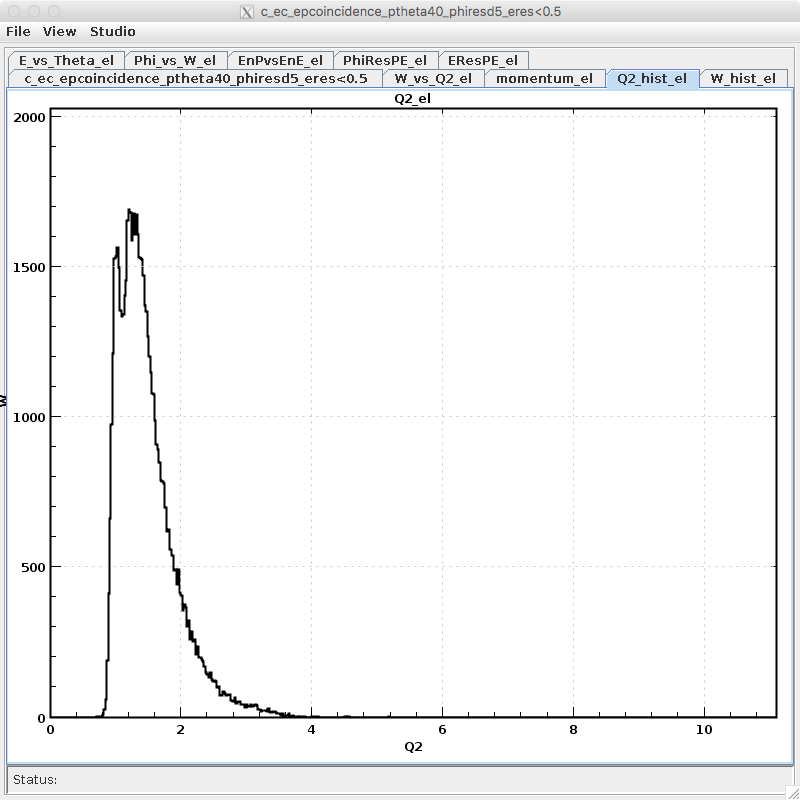 c_ec_epcoincidence_ptheta40_phiresd5_eres<0.5
File View Studio
E_vs_Theta_el Phi_vs_W_el EnPvsEnE_el PhiResPE_el EResPE_el
c_ec_epcoincidence_ptheta40_phiresd5_eres<0.5 W_vs_Q2_el momentum_el Q2_hist_el W_hist_el
Q2_el
2000
1500
1000
500
0
W
0 2 4 6 8 10
Q2
Status: